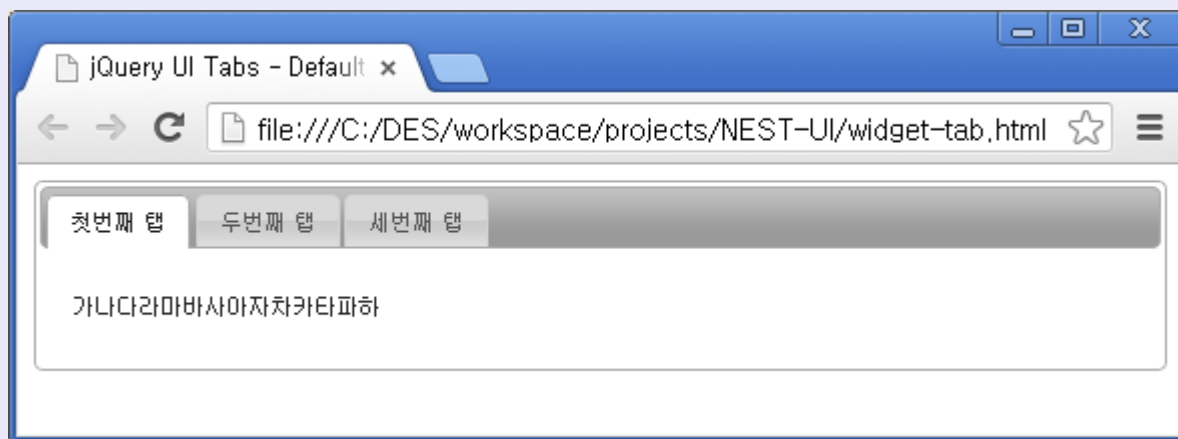 jQuery UI Tabs - Default
file:///C:/DES/workspace/projects/NEST-UI/widget-tab.html
첫번째 탭 두번째 탭 세번째 탭
가나다라마바사아자차카타파하